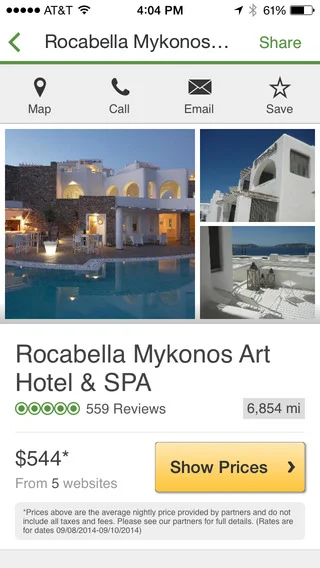 AT&T 4:04 PM 61%
Rocabella Mykonos... Share
Map Call Email Save
Rocabella Mykonos Art
Hotel & SPA
559 Reviews 6,854 mi
$544*
From 5 websites
Show Prices
*Prices above are the average nightly price provided by partners and do not
include all taxes and fees. Please see our partners for full details. (Rates are
for dates 09/08/2014-09/10/2014)